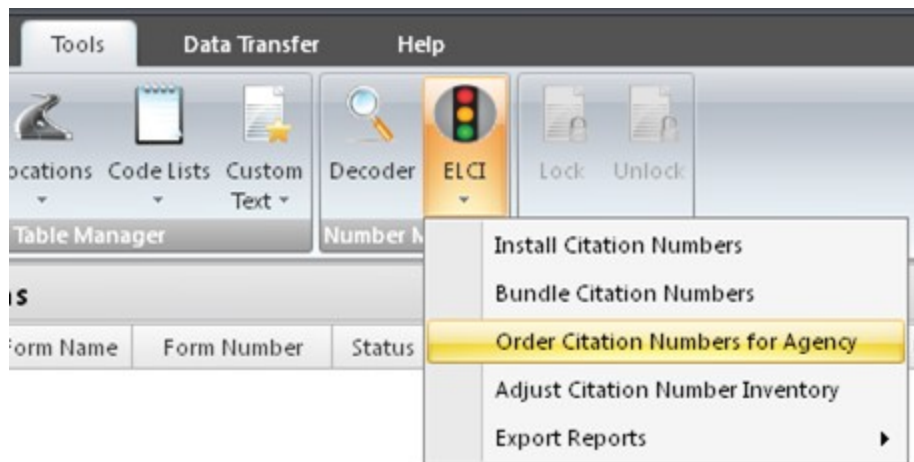 Tools Data Transfer Help
ocations Code Lists Custom Text Decoder ELCI Lock Unlock
Table Manager Number M
Install Citation Numbers
ns
Bundle Citation Numbers
Form Name Form Number Status Order Citation Numbers for Agency
Adjust Citation Number Inventory
Export Reports